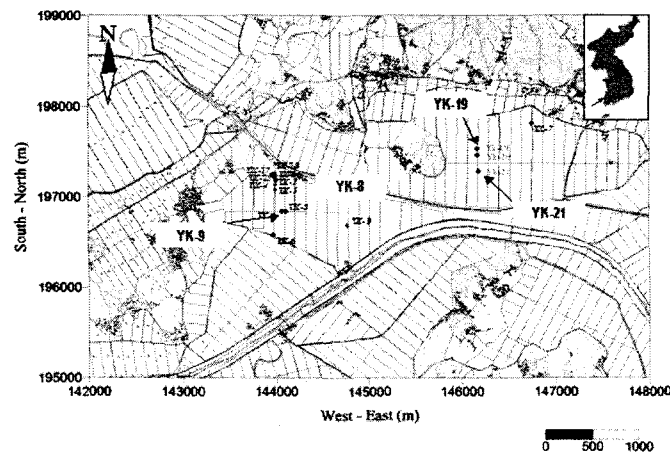 199000
N
198000
YK-19
197000
YK-8
YK-9
YK-21
196000
195000
South - North (m)
142000 143000 144000 145000 146000 147000 148000
West - East (m)
0 500 1000